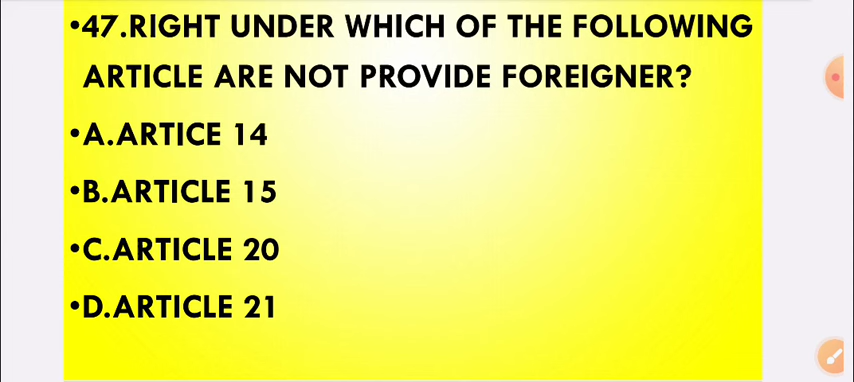 •47.RIGHT UNDER WHICH OF THE FOLLOWING
ARTICLE ARE NOT PROVIDE FOREIGNER?
•A.ARTICE 14
•B.ARTICLE 15
•C.ARTICLE 20
•D.ARTICLE 21